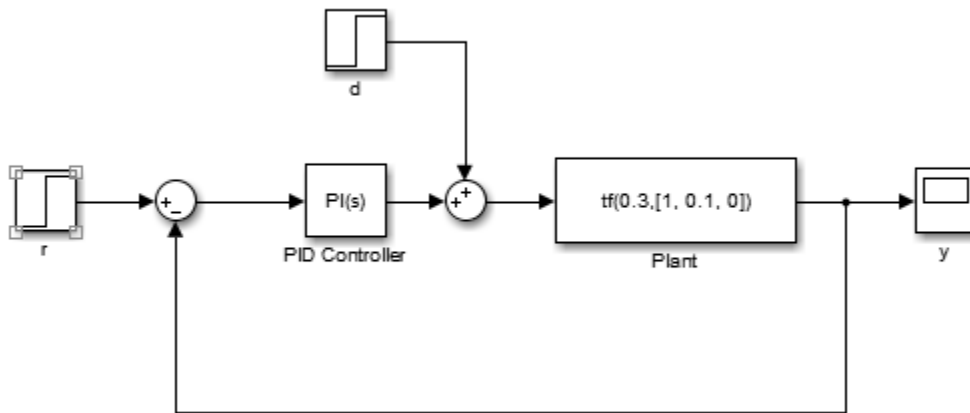 d
r
PI(s)
PID Controller
tf(0.3,[1, 0.1, 0])
Plant
y